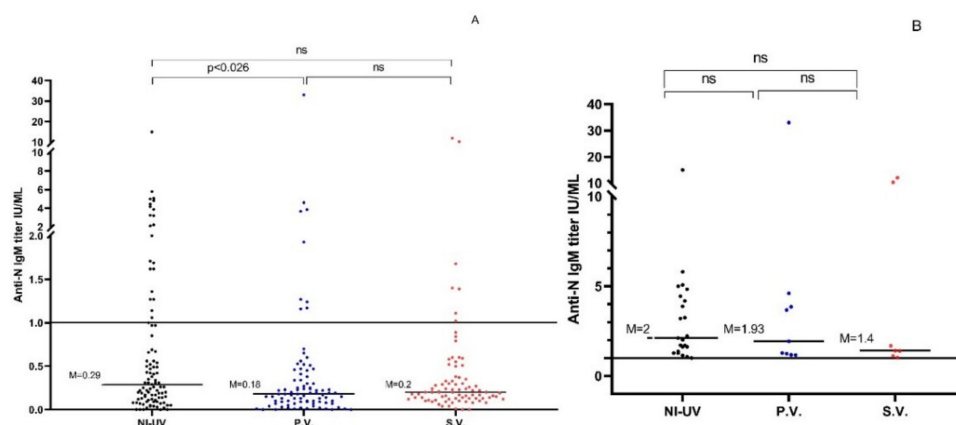 A
ns
p<0.026
ns
Anti-N IgM titer IU/ML
40
30
20
10
10
8
6
4
2
2.0
1.5
1.0
0.5
0.0
M=0.29
M=0.18
M=0.2
NI-UV
P.V.
S.V.
B
ns
ns
ns
Anti-N IgM titer IU/ML
40
30
20
10
10
5
0
M=2
M=1.93
M=1.4
NI-UV
P.V.
S.V.